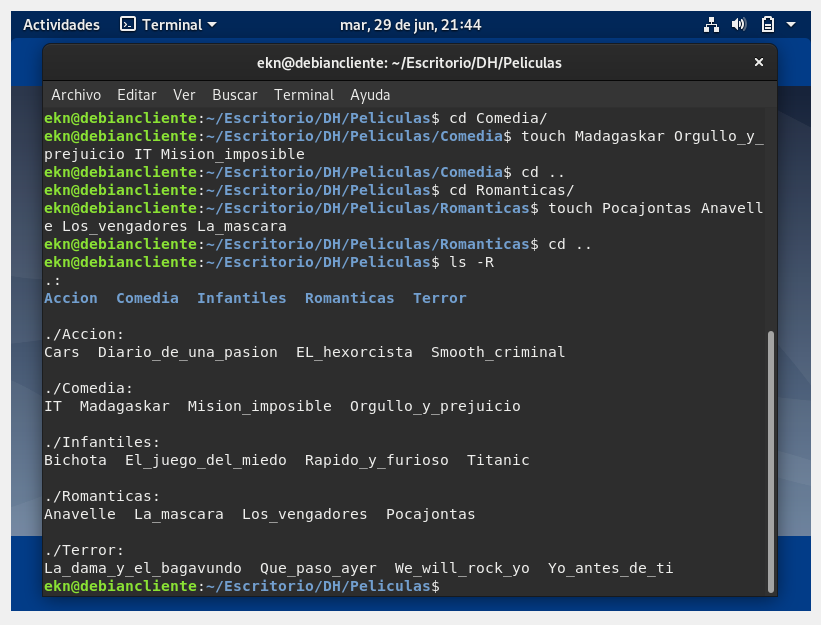 Actividades Terminal mar, 29 de jun, 21:44
ekn@debiancliente: ~/Escritorio/DH/Peliculas
Archivo Editar Ver Buscar Terminal Ayuda
ekn@debiancliente:~/Escritorio/DH/Peliculas$ cd Comedia/
ekn@debiancliente:~/Escritorio/DH/Peliculas/Comedia$ touch Madagaskar Orgullo_y_
prejuicio IT Mision_imposible
ekn@debiancliente:~/Escritorio/DH/Peliculas/Comedia$ cd ..
ekn@debiancliente:~/Escritorio/DH/Peliculas$ cd Romanticas/
ekn@debiancliente:~/Escritorio/DH/Peliculas/Romanticas$ touch Pocajontas Anavell
e Los_vengadores La_mascara
ekn@debiancliente:~/Escritorio/DH/Peliculas/Romanticas$ cd ..
ekn@debiancliente:~/Escritorio/DH/Peliculas$ ls -R
.:
Accion  Comedia  Infantiles  Romanticas  Terror
./Accion:
Cars  Diario_de_una_pasion  EL_hexorcista  Smooth_criminal
./Comedia:
IT  Madagaskar  Mision_imposible  Orgullo_y_prejuicio
./Infantiles:
Bichota  El_juego_del_miedo  Rapido_y_furioso  Titanic
./Romanticas:
Anavelle  La_mascara  Los_vengadores  Pocajontas
./Terror:
La_dama_y_el_bagavundo  Que_paso_ayer  We_will_rock_yo  Yo_antes_de_ti
ekn@debiancliente:~/Escritorio/DH/Peliculas$